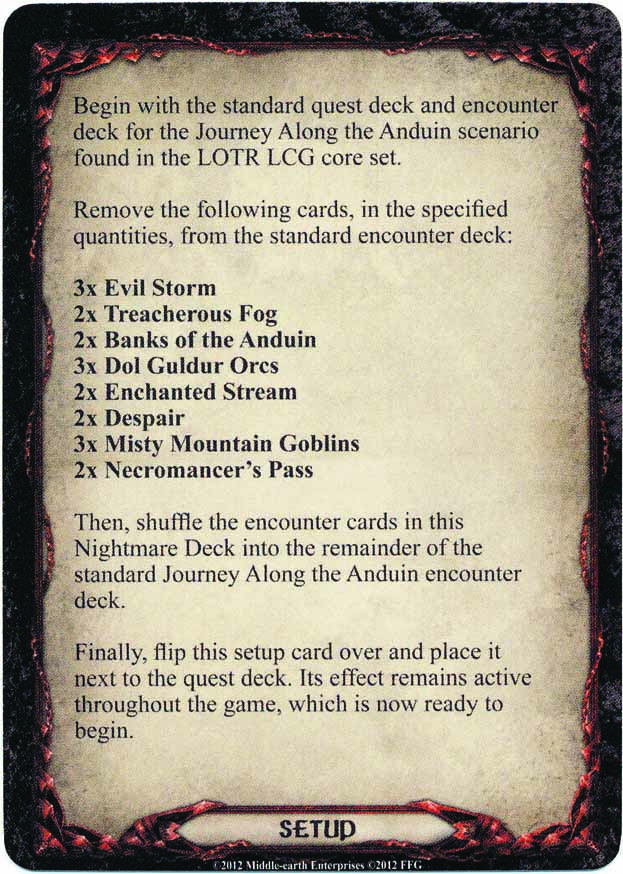 Begin with the standard quest deck and encounter
deck for the Journey Along the Anduin scenario
found in the LOTR LCG core set.
Remove the following cards, in the specified
quantities, from the standard encounter deck:
3x Evil Storm
2x Treacherous Fog
2x Banks of the Anduin
3x Dol Guldur Orcs
2x Enchanted Stream
2x Despair
3x Misty Mountain Goblins
2x Necromancer's Pass
Then, shuffle the encounter cards in this
Nightmare Deck into the remainder of the
standard Journey Along the Anduin encounter
deck.
Finally, flip this setup card over and place it
next to the quest deck. Its effect remains active
throughout the game, which is now ready to
begin.
SETUP
©2012 Middle-earth Enterprises ©2012 FFG